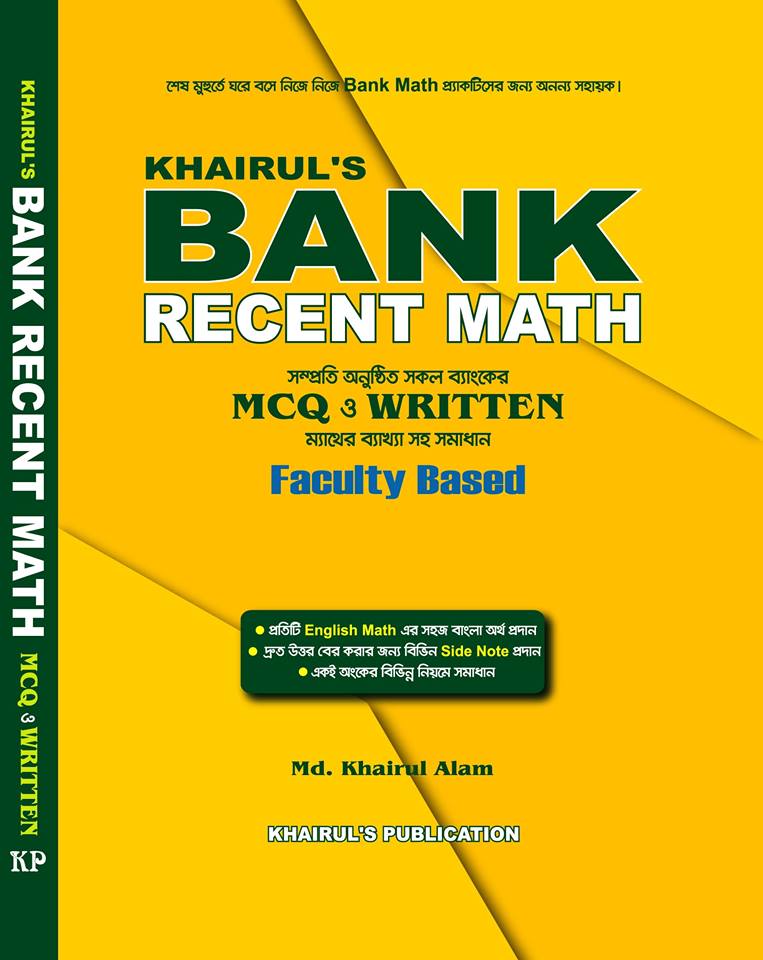 KHAIRUL'S BANK RECENT MATH MCQ ও WRITTEN KP
শেষ মুহুর্তে ঘরে বসে নিজে নিজে Bank Math প্র্যাকটিসের জন্য অনন্য সহায়ক।
KHAIRUL'S
BANK
RECENT MATH
সম্প্রতি অনুষ্ঠিত সকল ব্যাংকের
MCQ ও WRITTEN
ম্যাথের ব্যাখ্যা সহ সমাধান
Faculty Based
প্রতিটি English Math এর সহজ বাংলা অর্থ প্রদান
দ্রুত উত্তর বের করার জন্য বিভিন্ন Side Note প্রদান
একই অংকের বিভিন্ন নিয়মে সমাধান
Md. Khairul Alam
KHAIRUL'S PUBLICATION